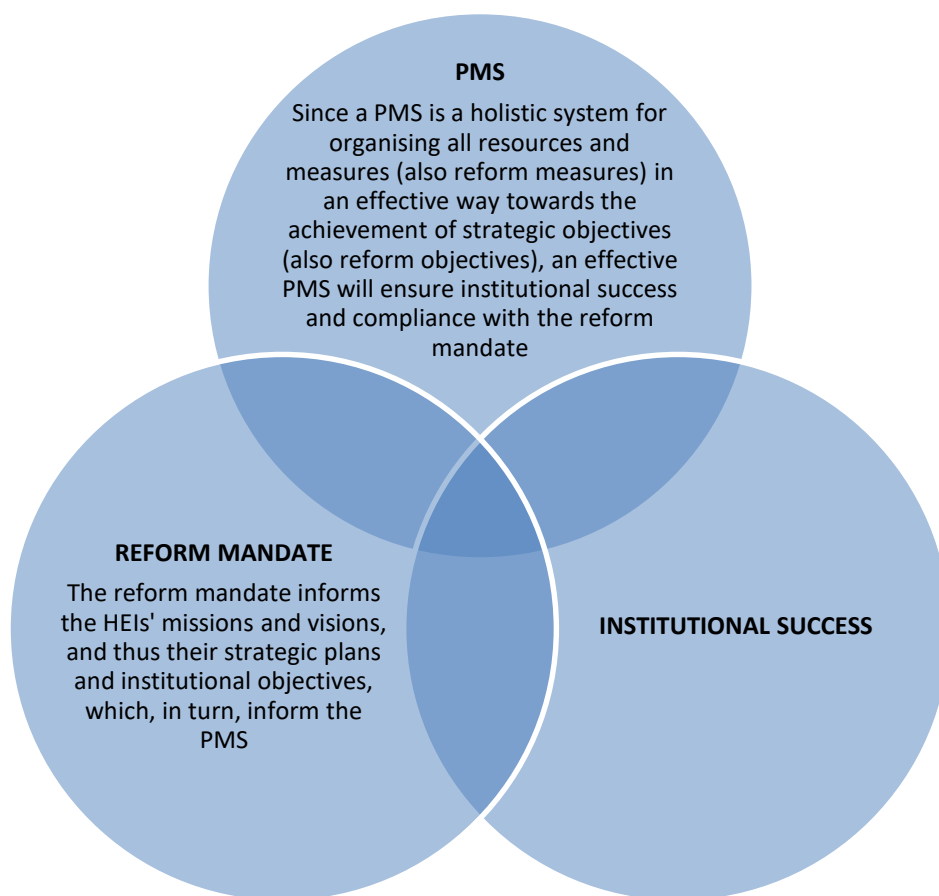 PMS
Since a PMS is a holistic system for
organising all resources and
measures (also reform measures) in
an effective way towards the
achievement of strategic objectives
(also reform objectives), an effective
PMS will ensure institutional success
and compliance with the reform
mandate
REFORM MANDATE
The reform mandate informs
the HEIs' missions and visions,
and thus their strategic plans
and institutional objectives,
which, in turn, inform the
PMS
INSTITUTIONAL SUCCESS